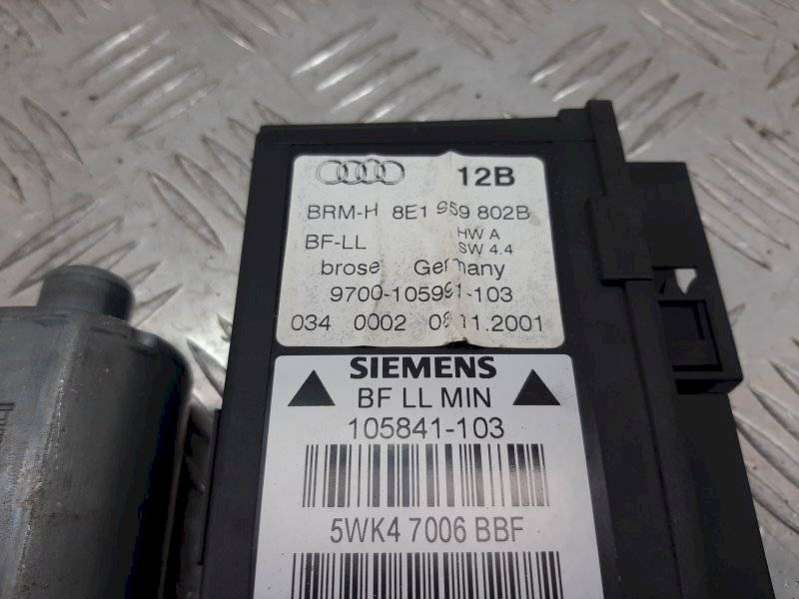 12B
BRM-H 8E1 959 802B
BF-LL HW A
SW 4.4
brose Germany
9700-105991-103
034 0002 .11.2001
SIEMENS
BF LL MIN
105841-103
5WK4 7006 BBF